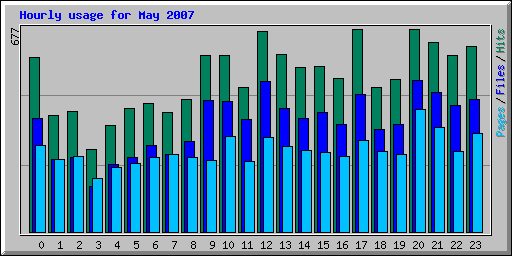 Hourly usage for May 2007
677
Pages/Files/Hits
0 1 2 3 4 5 6 7 8 9 10 11 12 13 14 15 16 17 18 19 20 21 22 23